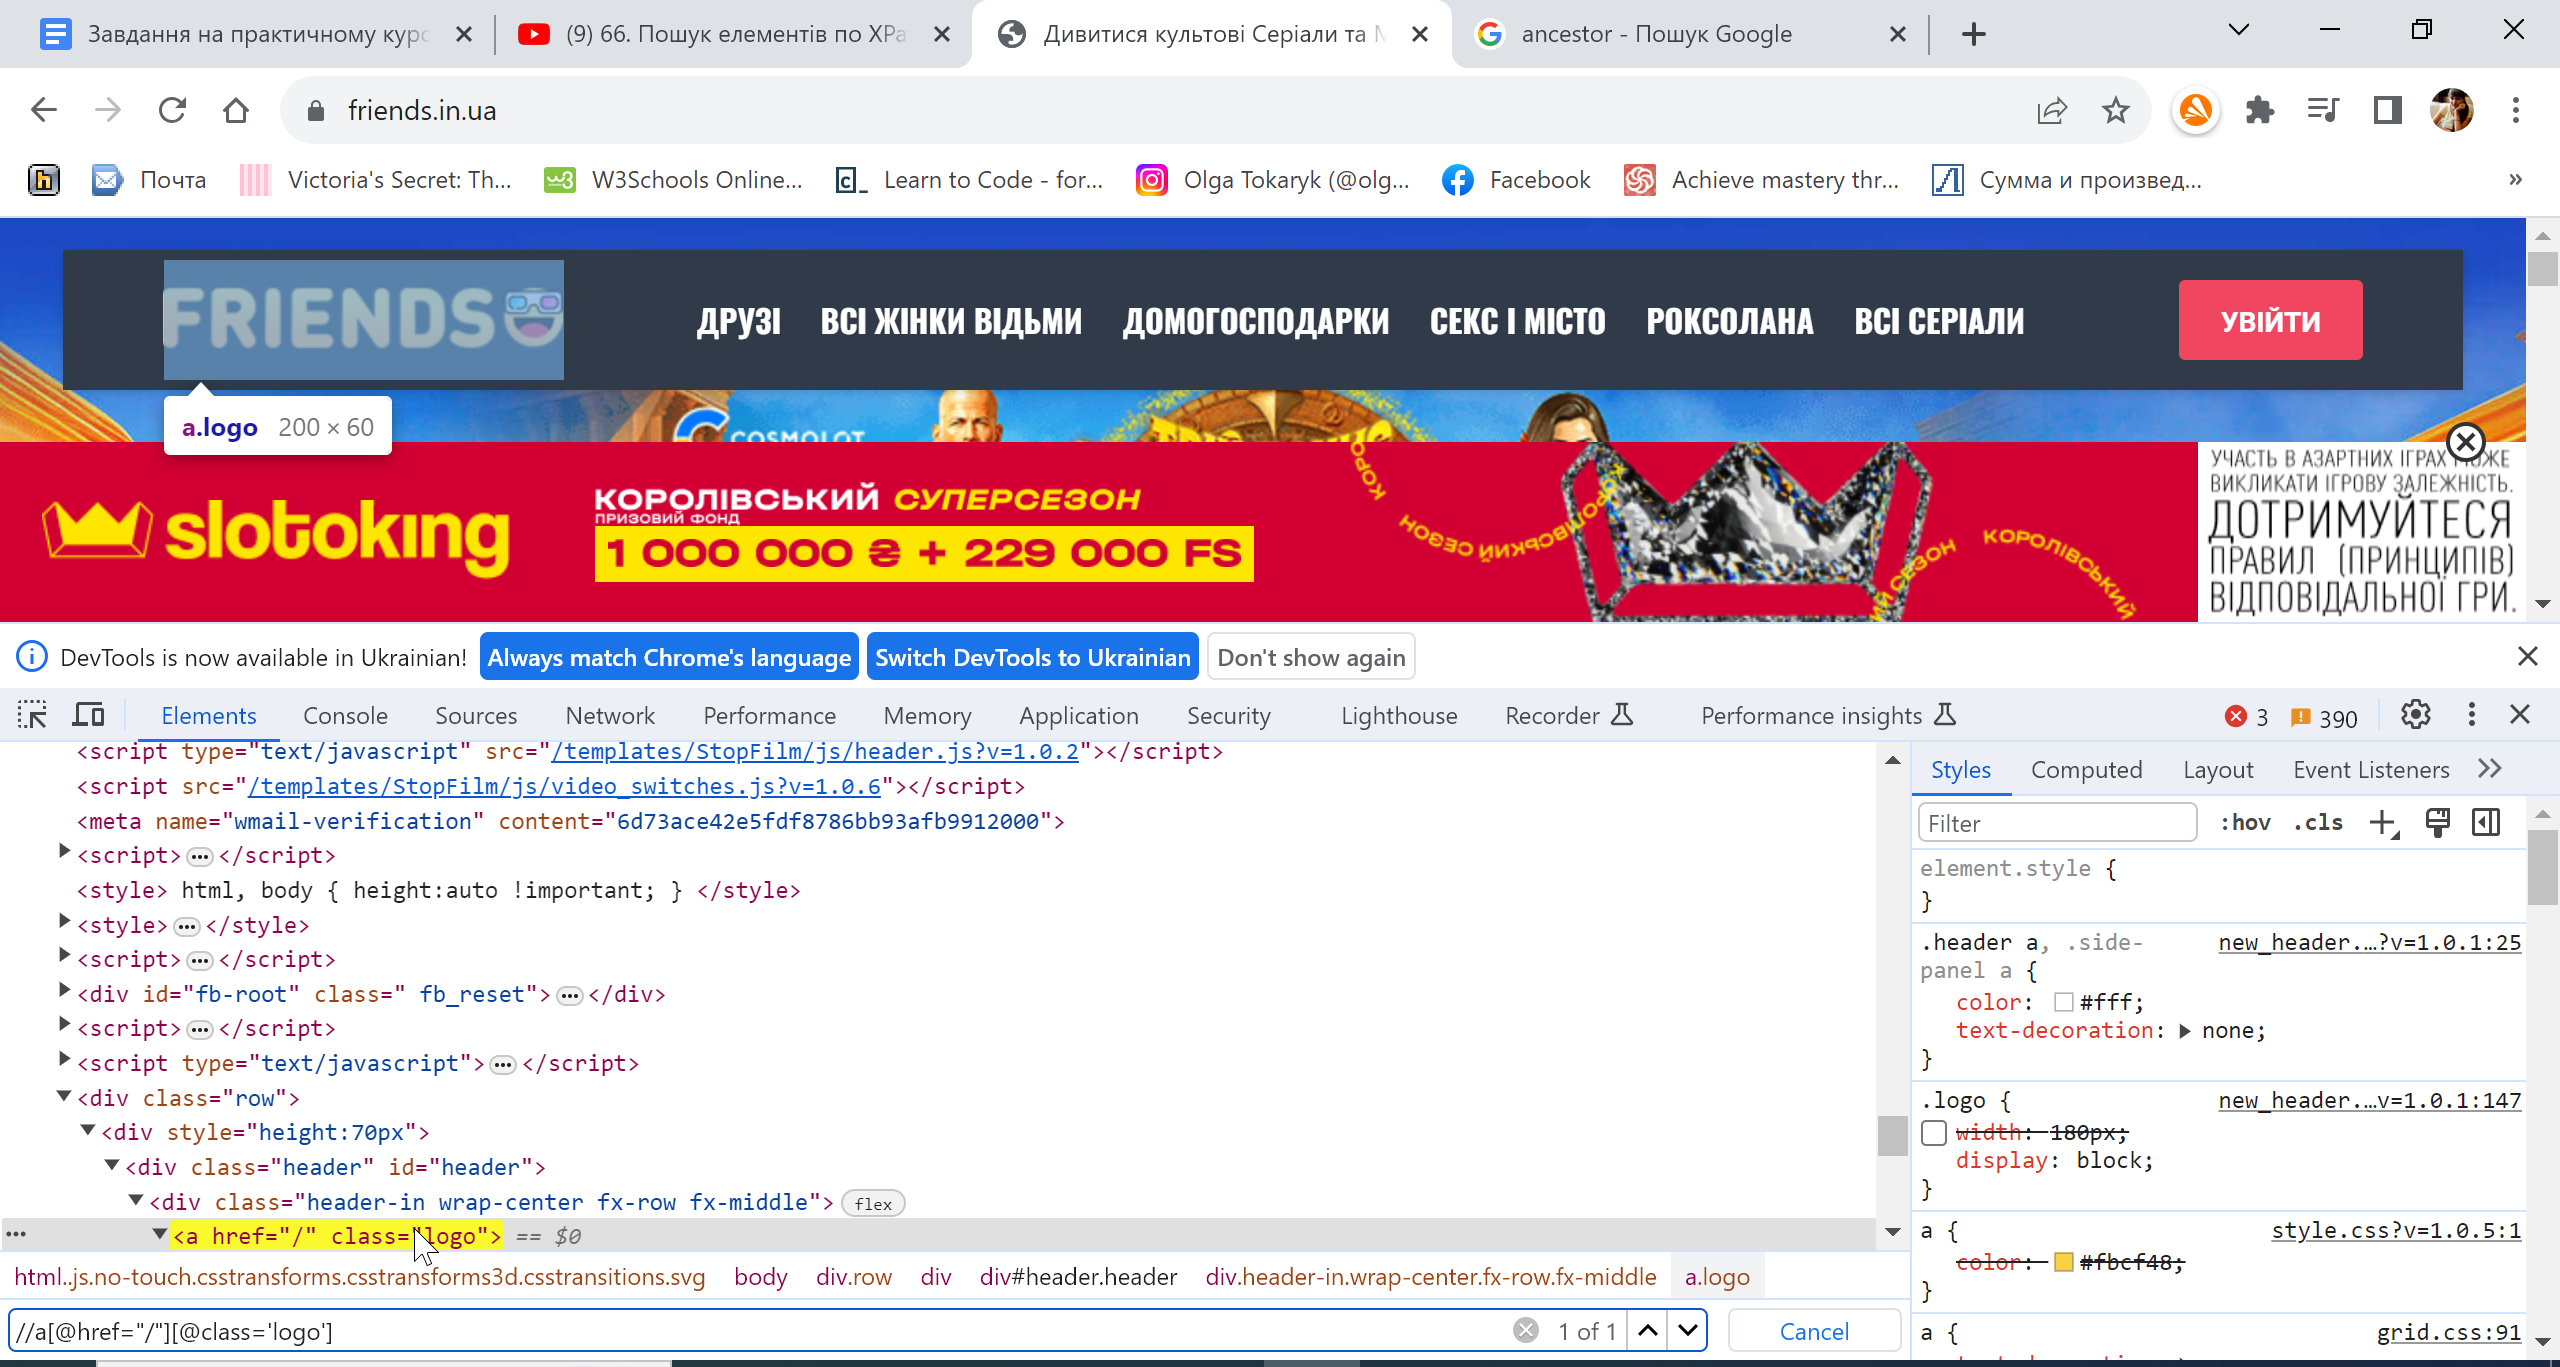 Завдання на практичному курс
(9) 66. Пошук елементів по XPa
Дивитися культові Серіали та М
ancestor - Пошук Google
friends.in.ua
Почта
Victoria's Secret: Th...
W3Schools Online...
Learn to Code - for...
Olga Tokaryk (@olg...
Facebook
Achieve mastery thr...
Сумма и произвед...
»
FRIENDS
ДРУЗІ
ВСІ ЖІНКИ ВІДЬМИ
ДОМОГОСПОДАРКИ
СЕКС І МІСТО
РОКСОЛАНА
ВСІ СЕРІАЛИ
УВІЙТИ
a.logo 200 × 60
COSMOLOT
slotoking
КОРОЛІВСЬКИЙ СУПЕРСЕЗОН
ПРИЗОВИЙ ФОНД
1 000 000 ₴ + 229 000 FS
КОРОЛІВСЬКИЙ СЕЗОН
КОРОЛІВСЬКИЙ
УЧАСТЬ В АЗАРТНИХ ІГРАХ МОЖЕ
ВИКЛИКАТИ ІГРОВУ ЗАЛЕЖНІСТЬ.
ДОТРИМУЙТЕСЯ
ПРАВИЛ (ПРИНЦИПІВ)
ВІДПОВІДАЛЬНОЇ ГРИ.
DevTools is now available in Ukrainian!
Always match Chrome's language
Switch DevTools to Ukrainian
Don't show again
Elements
Console
Sources
Network
Performance
Memory
Application
Security
Lighthouse
Recorder
Performance insights
3
390
<script type="text/javascript" src="/templates/StopFilm/js/header.js?v=1.0.2"></script>
<script src="/templates/StopFilm/js/video_switches.js?v=1.0.6"></script>
<meta name="wmail-verification" content="6d73ace42e5fdf8786bb93afb9912000">
<script>…</script>
<style> html, body { height:auto !important; } </style>
<style>…</style>
<script>…</script>
<div id="fb-root" class=" fb_reset">…</div>
<script>…</script>
<script type="text/javascript">…</script>
<div class="row">
<div style="height:70px">
<div class="header" id="header">
<div class="header-in wrap-center fx-row fx-middle"> flex
<a href="/" class="logo"> == $0
html..js.no-touch.csstransforms.csstransforms3d.csstransitions.svg body div.row div div#header.header div.header-in.wrap-center.fx-row.fx-middle a.logo
//a[@href="/"][@class='logo']
1 of 1
Cancel
Styles
Computed
Layout
Event Listeners
Filter
:hov
.cls
element.style {
}
.header a, .side- new_header.…?v=1.0.1:25
panel a {
color: #fff;
text-decoration: none;
}
.logo { new_header.…v=1.0.1:147
width: 180px;
display: block;
}
a { style.css?v=1.0.5:1
color: #fbcf48;
}
a { grid.css:91